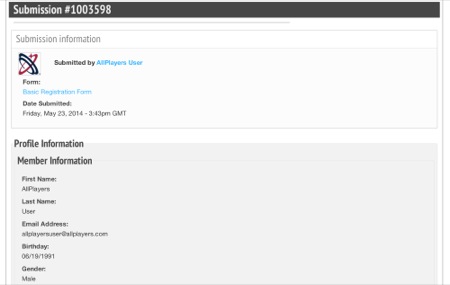 Submission #1003598
Submission information
Submitted by AllPlayers User
Form:
Basic Registration Form
Date Submitted:
Friday, May 23, 2014 - 3:43pm GMT
Profile Information
Member Information
First Name:
AllPlayers
Last Name:
User
Email Address:
allplayersuser@allplayers.com
Birthday:
06/19/1991
Gender:
Male